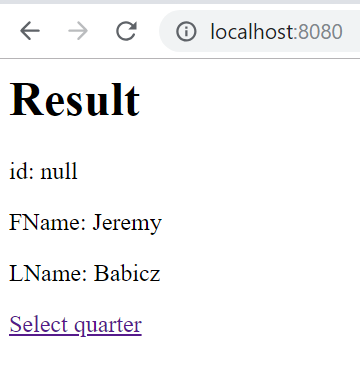 localhost:8080
Result
id: null
FName: Jeremy
LName: Babicz
Select quarter